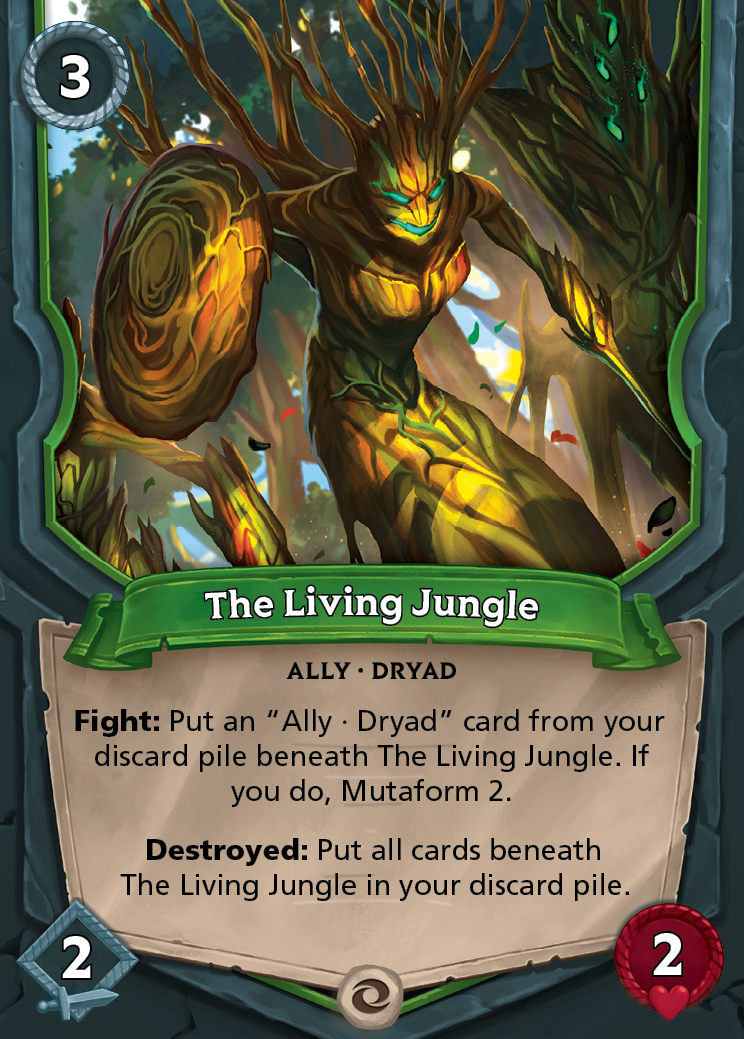 3
The Living Jungle
ALLY · DRYAD
Fight: Put an “Ally · Dryad” card from your
discard pile beneath The Living Jungle. If
you do, Mutaform 2.
Destroyed: Put all cards beneath
The Living Jungle in your discard pile.
2
2